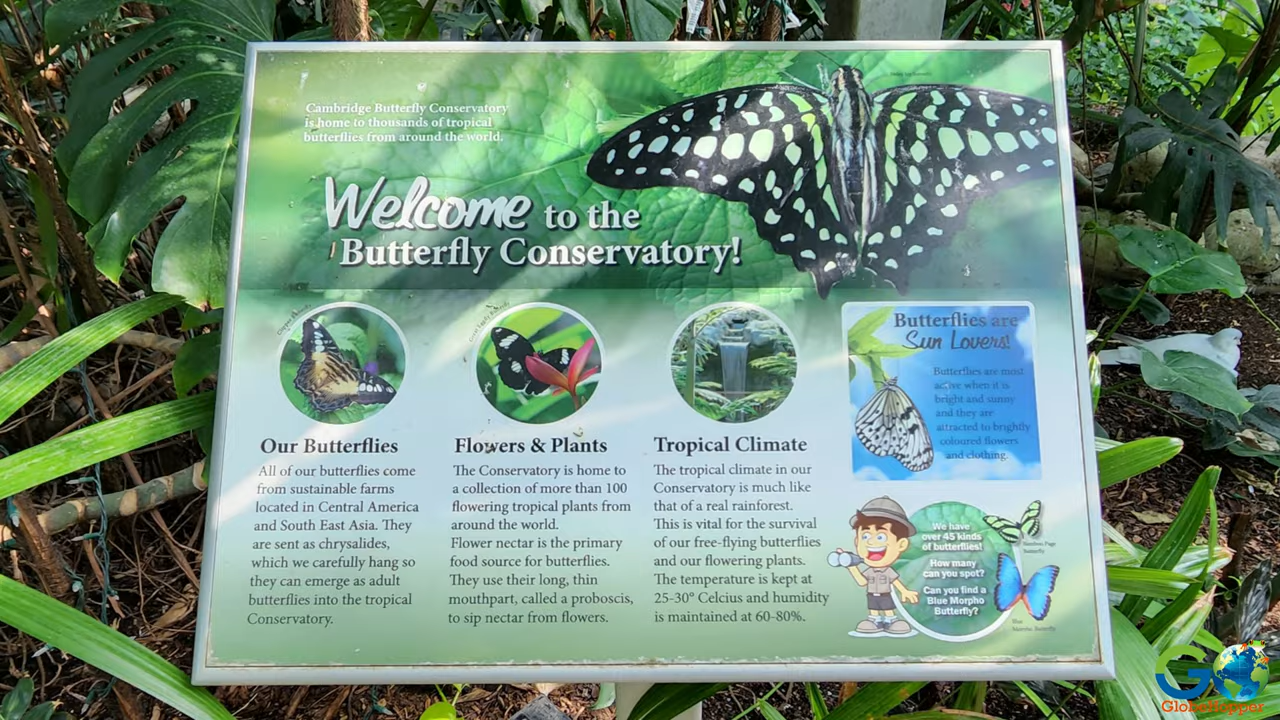 Cambridge Butterfly Conservatory
is home to thousands of tropical
butterflies from around the world.
Welcome to the
Butterfly Conservatory!
Our Butterflies
All of our butterflies come
from sustainable farms
located in Central America
and South East Asia. They
are sent as chrysalides,
which we carefully hang so
they can emerge as adult
butterflies into the tropical
Conservatory.
Flowers & Plants
The Conservatory is home to
a collection of more than 100
flowering tropical plants from
around the world.
Flower nectar is the primary
food source for butterflies.
They use their long, thin
mouthpart, called a proboscis,
to sip nectar from flowers.
Tropical Climate
The tropical climate in our
Conservatory is much like
that of a real rainforest.
This is vital for the survival
of our free-flying butterflies
and our flowering plants.
The temperature is kept at
25-30° Celcius and humidity
is maintained at 60-80%.
Butterflies are
Sun Lovers!
Butterflies are most
active when it is
bright and sunny
and they are
attracted to brightly
coloured flowers
and clothing.
We have
over 45 kinds
of butterflies!
How many
can you spot?
Can you find a
Blue Morpho
Butterfly?
Bamboo Page
Butterfly
Blue
Morpho Butterfly
GO
GlobeHopper